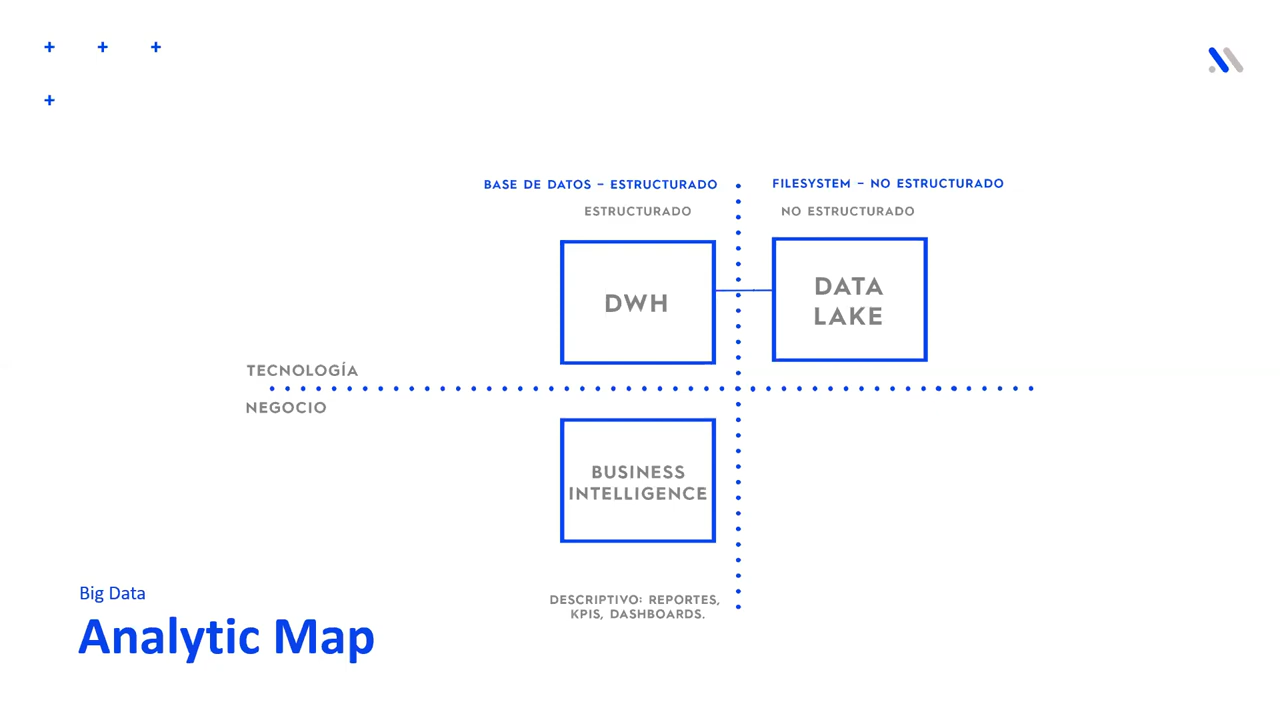 BASE DE DATOS – ESTRUCTURADO
FILESYSTEM – NO ESTRUCTURADO
ESTRUCTURADO
NO ESTRUCTURADO
DWH
DATA
LAKE
TECNOLOGÍA
NEGOCIO
BUSINESS
INTELLIGENCE
DESCRIPTIVO: REPORTES,
KPIS, DASHBOARDS.
Big Data
Analytic Map